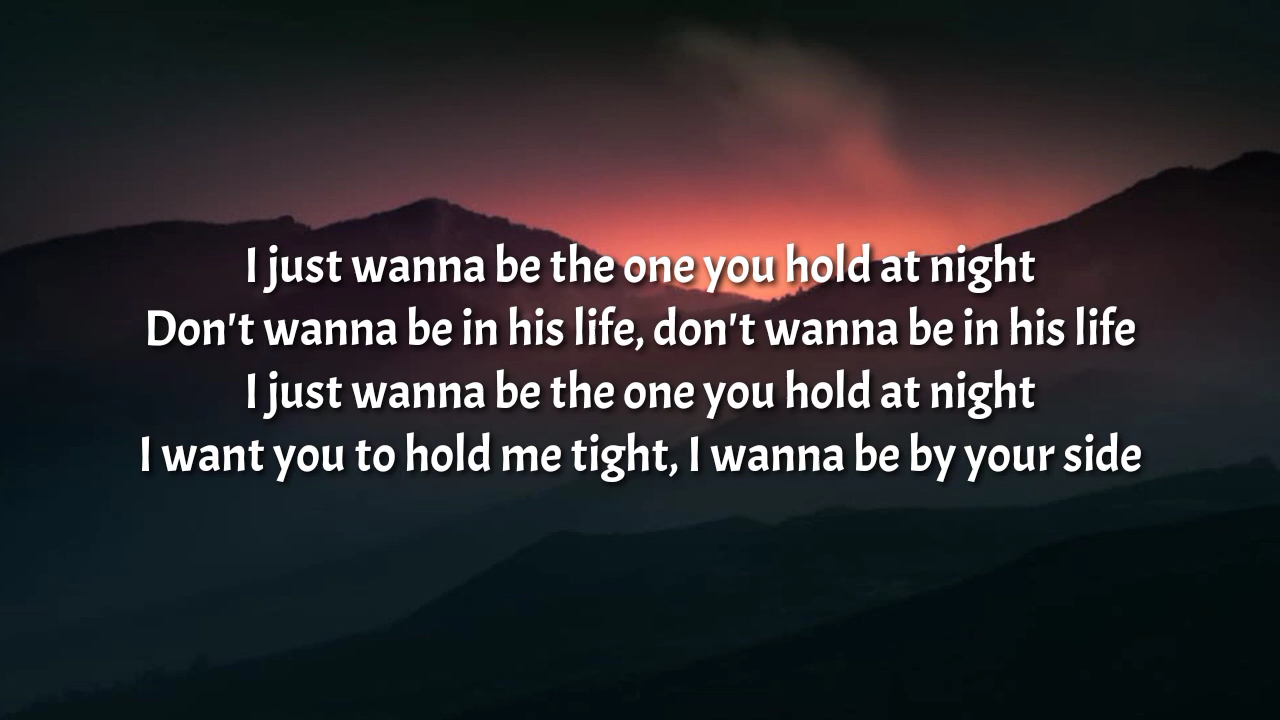 I just wanna be the one you hold at night
Don't wanna be in his life, don't wanna be in his life
I just wanna be the one you hold at night
I want you to hold me tight, I wanna be by your side